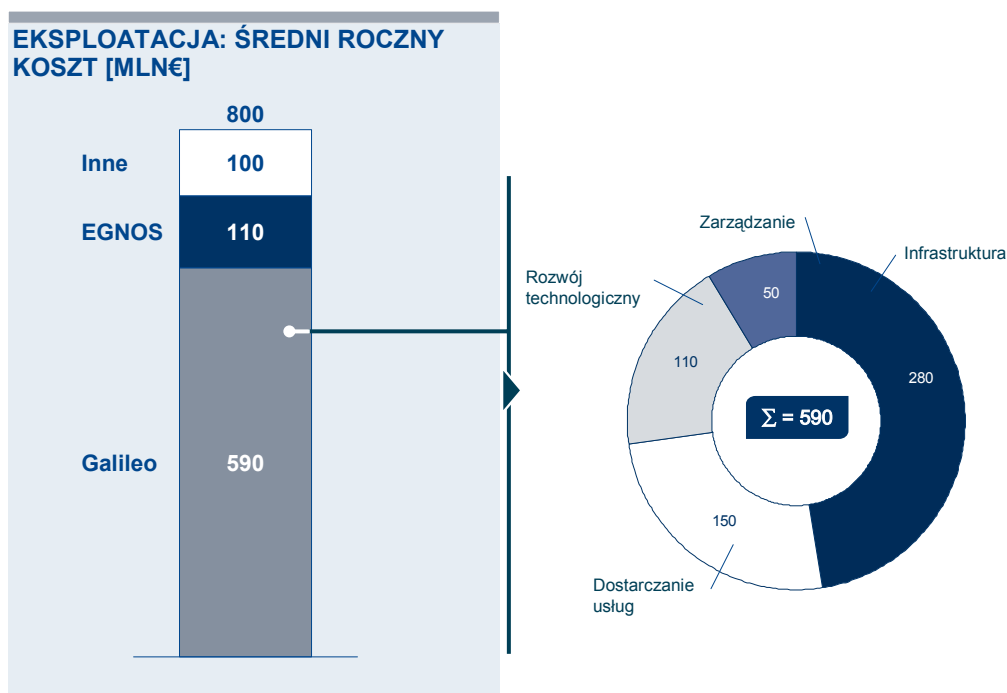 EKSPLOATACJA: ŚREDNI ROCZNY
KOSZT [MLN€]
800
Inne
100
EGNOS
110
Galileo
590
Zarządzanie
Infrastruktura
Rozwój
technologiczny
50
110
280
Σ = 590
150
Dostarczanie
usług